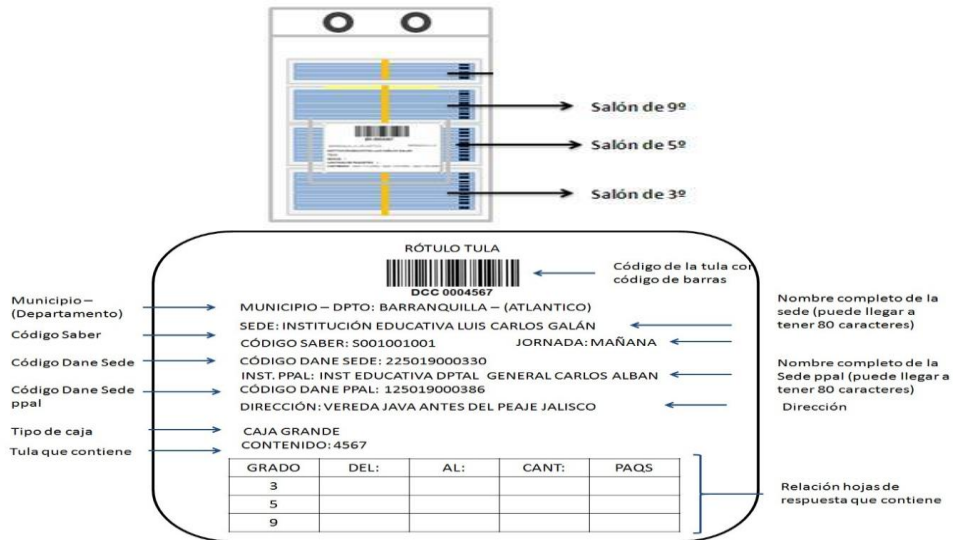 Salón de 9º
Salón de 5º
Salón de 3º
RÓTULO TULA
DCC 0004567
Código de la tula con
código de barras
Municipio –
(Departamento)
MUNICIPIO – DPTO: BARRANQUILLA – (ATLANTICO)
Nombre completo de la
sede (puede llegar a
tener 80 caracteres)
SEDE: INSTITUCIÓN EDUCATIVA LUIS CARLOS GALÁN
Código Saber
CÓDIGO SABER: S001001001 JORNADA: MAÑANA
Código Dane Sede
CÓDIGO DANE SEDE: 225019000330
INST. PPAL: INST EDUCATIVA DPTAL GENERAL CARLOS ALBAN
Nombre completo de la
Sede ppal (puede llegar a
tener 80 caracteres)
Código Dane Sede
ppal
CÓDIGO DANE PPAL: 125019000386
DIRECCIÓN: VEREDA JAVA ANTES DEL PEAJE JALISCO
Dirección
Tipo de caja
CAJA GRANDE
Tula que contiene
CONTENIDO: 4567
GRADO DEL: AL: CANT: PAQS
3
5
9
Relación hojas de
respuesta que contiene